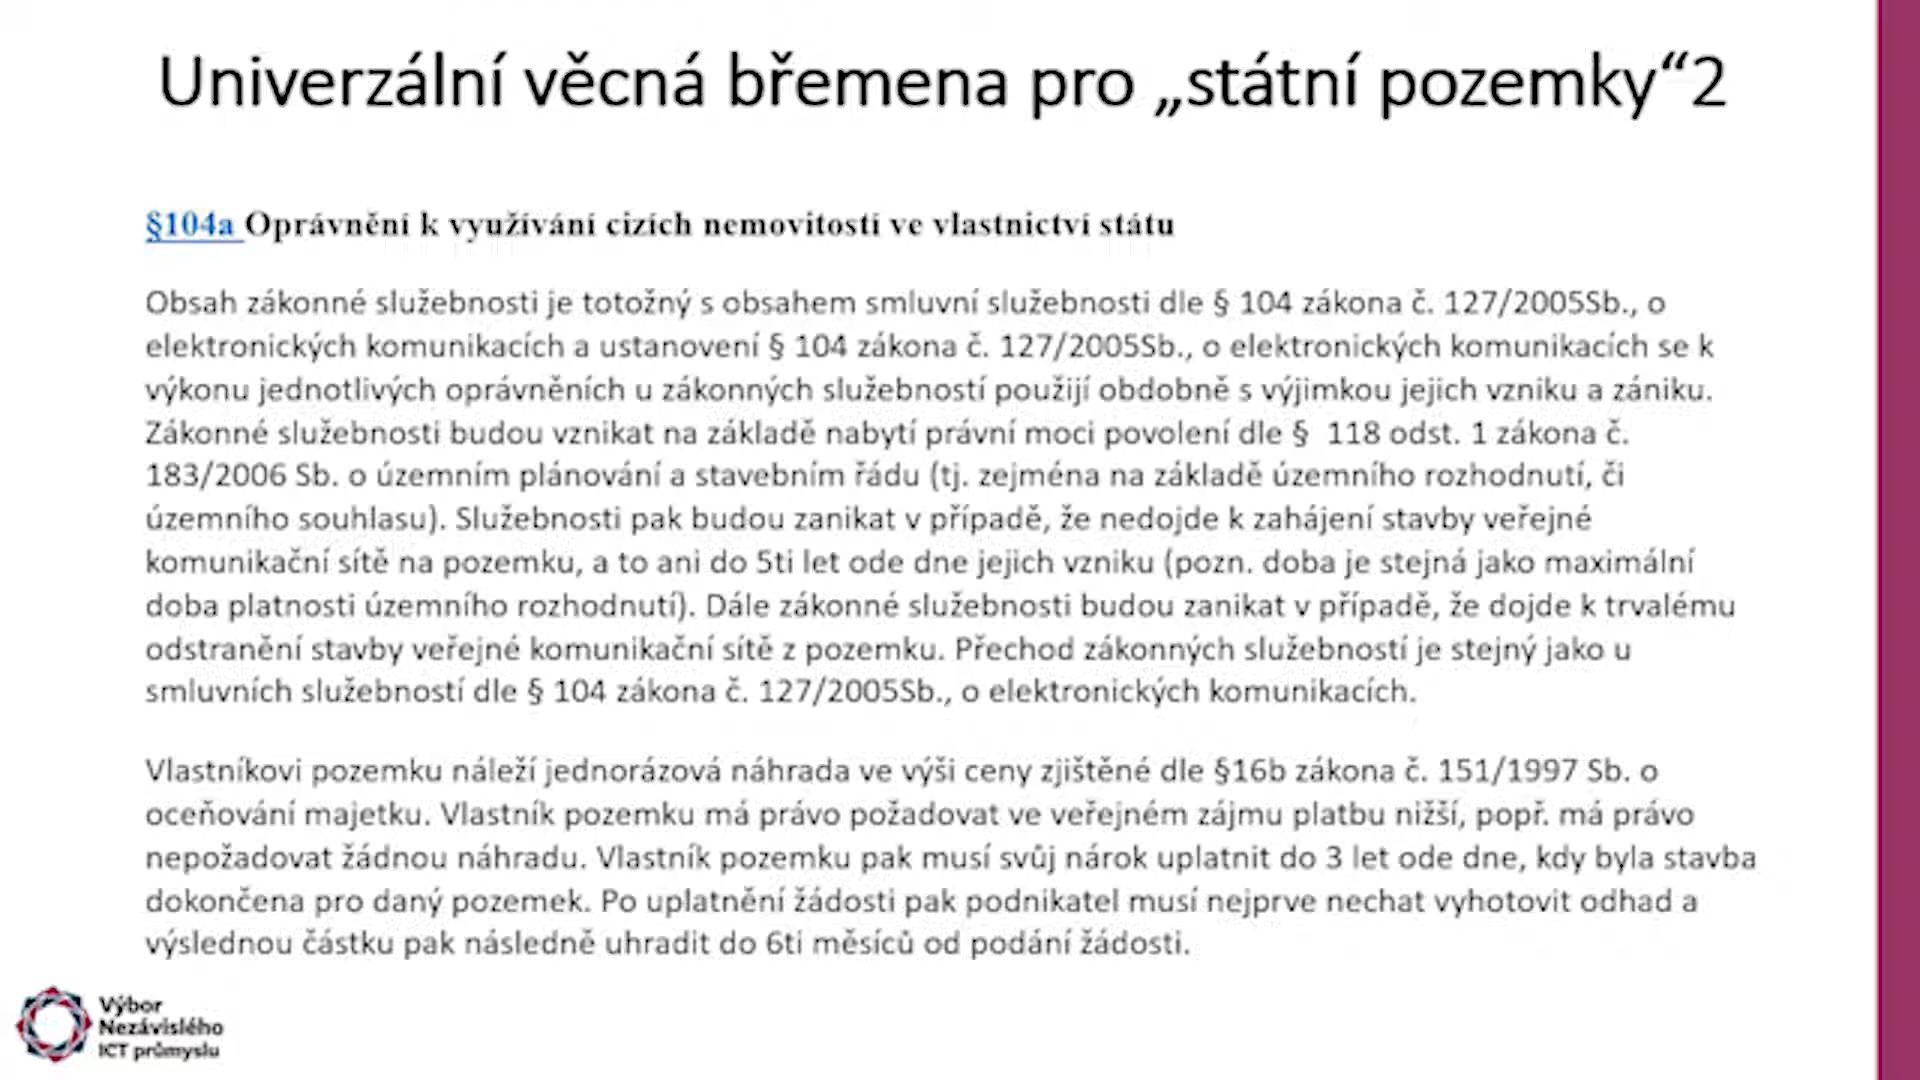 Univerzální věcná břemena pro „státní pozemky“2
§104a Oprávnění k využívání cizích nemovitostí ve vlastnictví státu
Obsah zákonné služebnosti je totožný s obsahem smluvní služebnosti dle § 104 zákona č. 127/2005Sb., o
elektronických komunikacích a ustanovení § 104 zákona č. 127/2005Sb., o elektronických komunikacích se k
výkonu jednotlivých oprávněních u zákonných služebností použijí obdobně s výjimkou jejich vzniku a zániku.
Zákonné služebnosti budou vznikat na základě nabytí právní moci povolení dle § 118 odst. 1 zákona č.
183/2006 Sb. o územním plánování a stavebním řádu (tj. zejména na základě územního rozhodnutí, či
územního souhlasu). Služebnosti pak budou zanikat v případě, že nedojde k zahájení stavby veřejné
komunikační sítě na pozemku, a to ani do 5ti let ode dne jejich vzniku (pozn. doba je stejná jako maximální
doba platnosti územního rozhodnutí). Dále zákonné služebnosti budou zanikat v případě, že dojde k trvalému
odstranění stavby veřejné komunikační sítě z pozemku. Přechod zákonných služebností je stejný jako u
smluvních služebností dle § 104 zákona č. 127/2005Sb., o elektronických komunikacích.
Vlastníkovi pozemku náleží jednorázová náhrada ve výši ceny zjištěné dle §16b zákona č. 151/1997 Sb. o
oceňování majetku. Vlastník pozemku má právo požadovat ve veřejném zájmu platbu nižší, popř. má právo
nepožadovat žádnou náhradu. Vlastník pozemku pak musí svůj nárok uplatnit do 3 let ode dne, kdy byla stavba
dokončena pro daný pozemek. Po uplatnění žádosti pak podnikatel musí nejprve nechat vyhotovit odhad a
výslednou částku pak následně uhradit do 6ti měsíců od podání žádosti.
Výbor
Nezávislého
ICT průmyslu